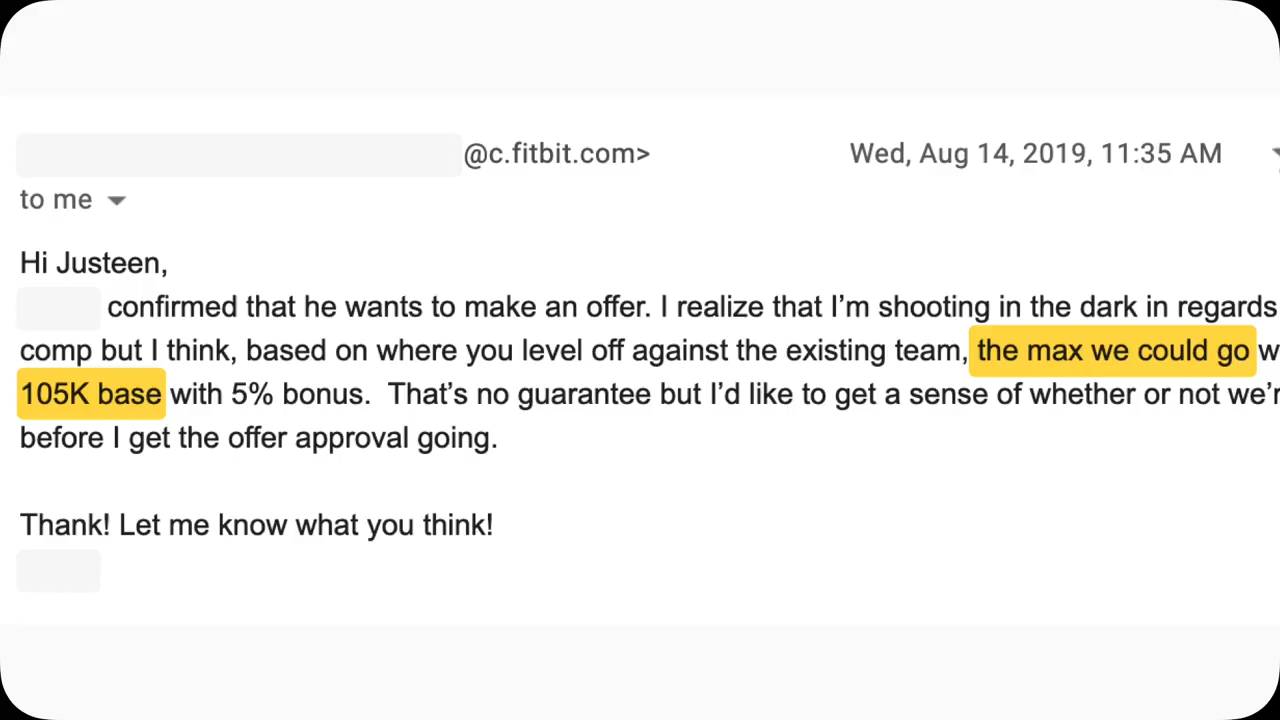 @c.fitbit.com> Wed, Aug 14, 2019, 11:35 AM
to me
Hi Justeen,
confirmed that he wants to make an offer. I realize that I'm shooting in the dark in regards
comp but I think, based on where you level off against the existing team, the max we could go
105K base with 5% bonus. That's no guarantee but I'd like to get a sense of whether or not
before I get the offer approval going.
Thank! Let me know what you think!